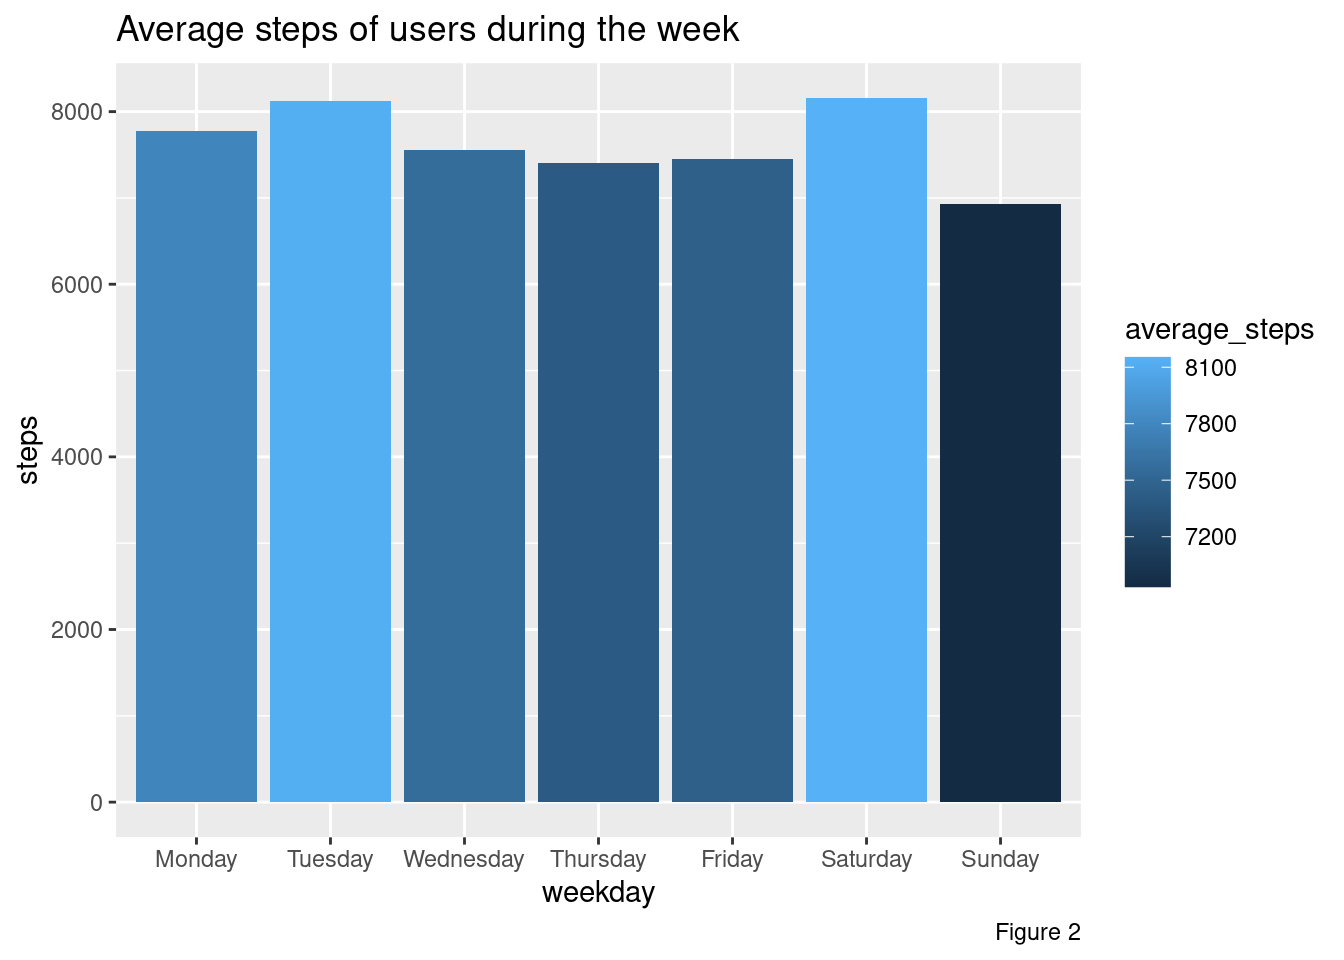 Average steps of users during the week
steps
8000
6000
4000
2000
0
Monday Tuesday Wednesday Thursday Friday Saturday Sunday
weekday
average_steps
8100
7800
7500
7200
Figure 2